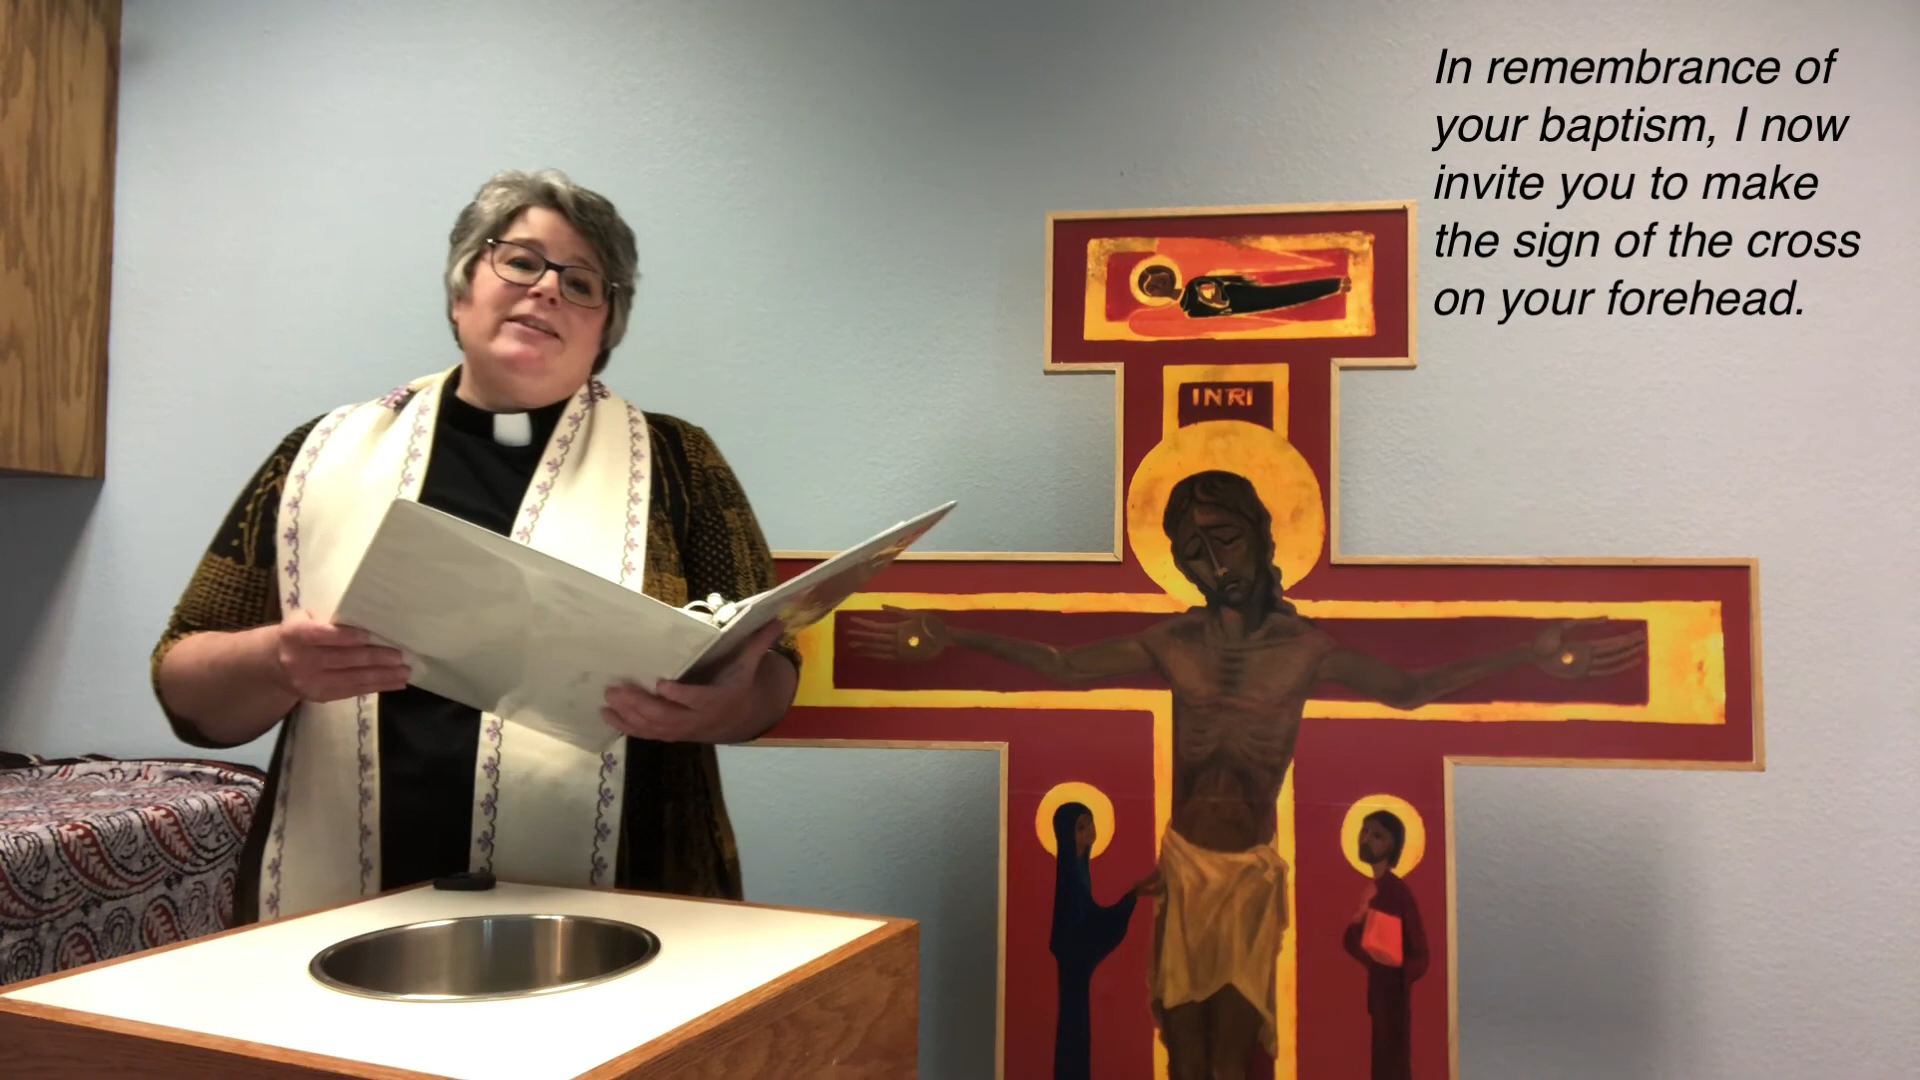 In remembrance of
your baptism, I now
invite you to make
the sign of the cross
on your forehead.
INRI